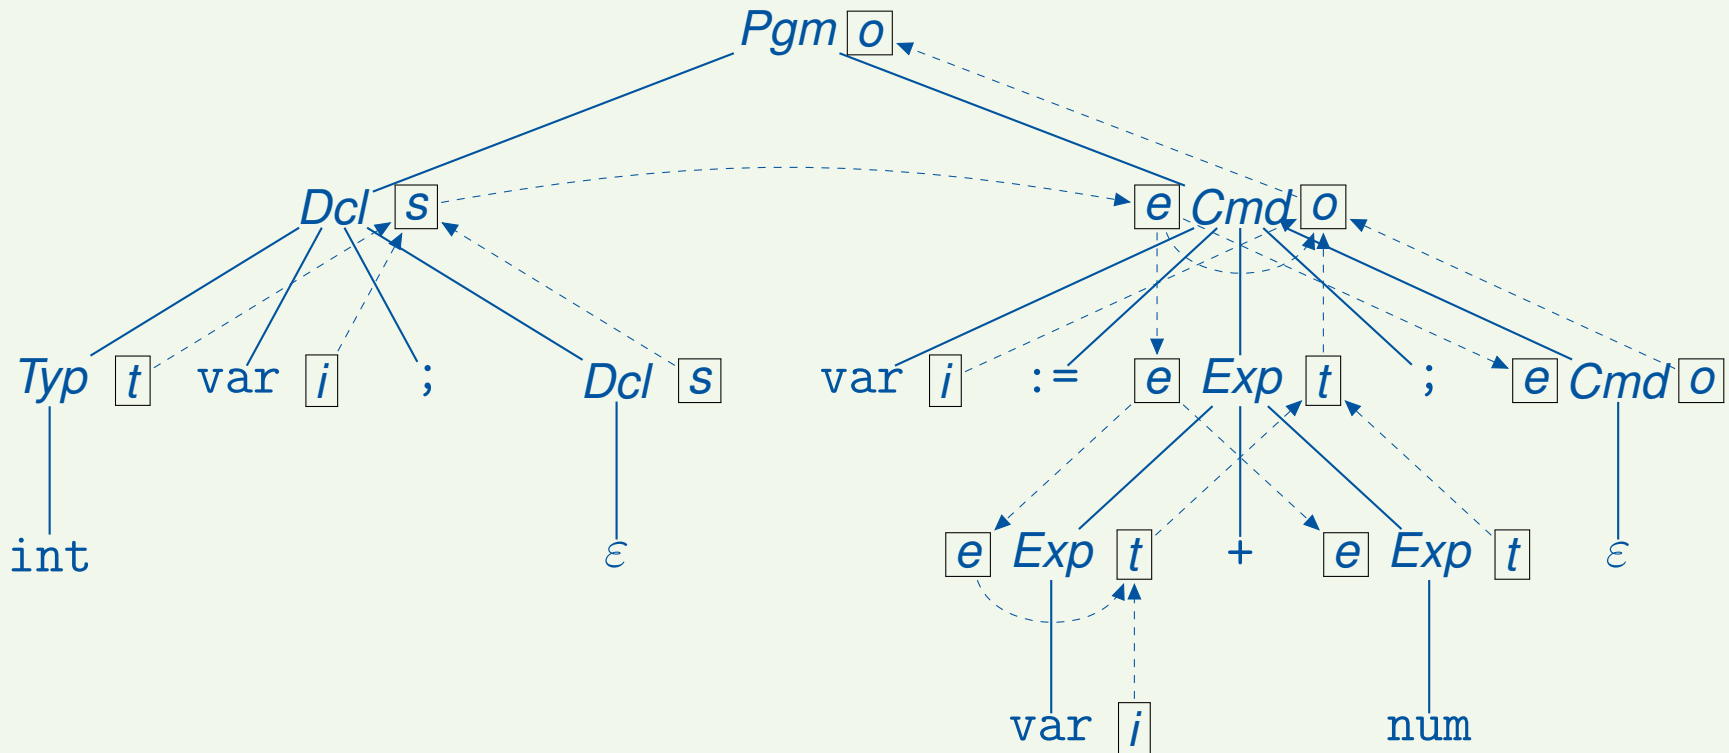 Pgm o
Dcl s e Cmd o
Typ t var i ; Dcl s var i := e Exp t ; e Cmd o
int ε e Exp t + e Exp t ε
var i num